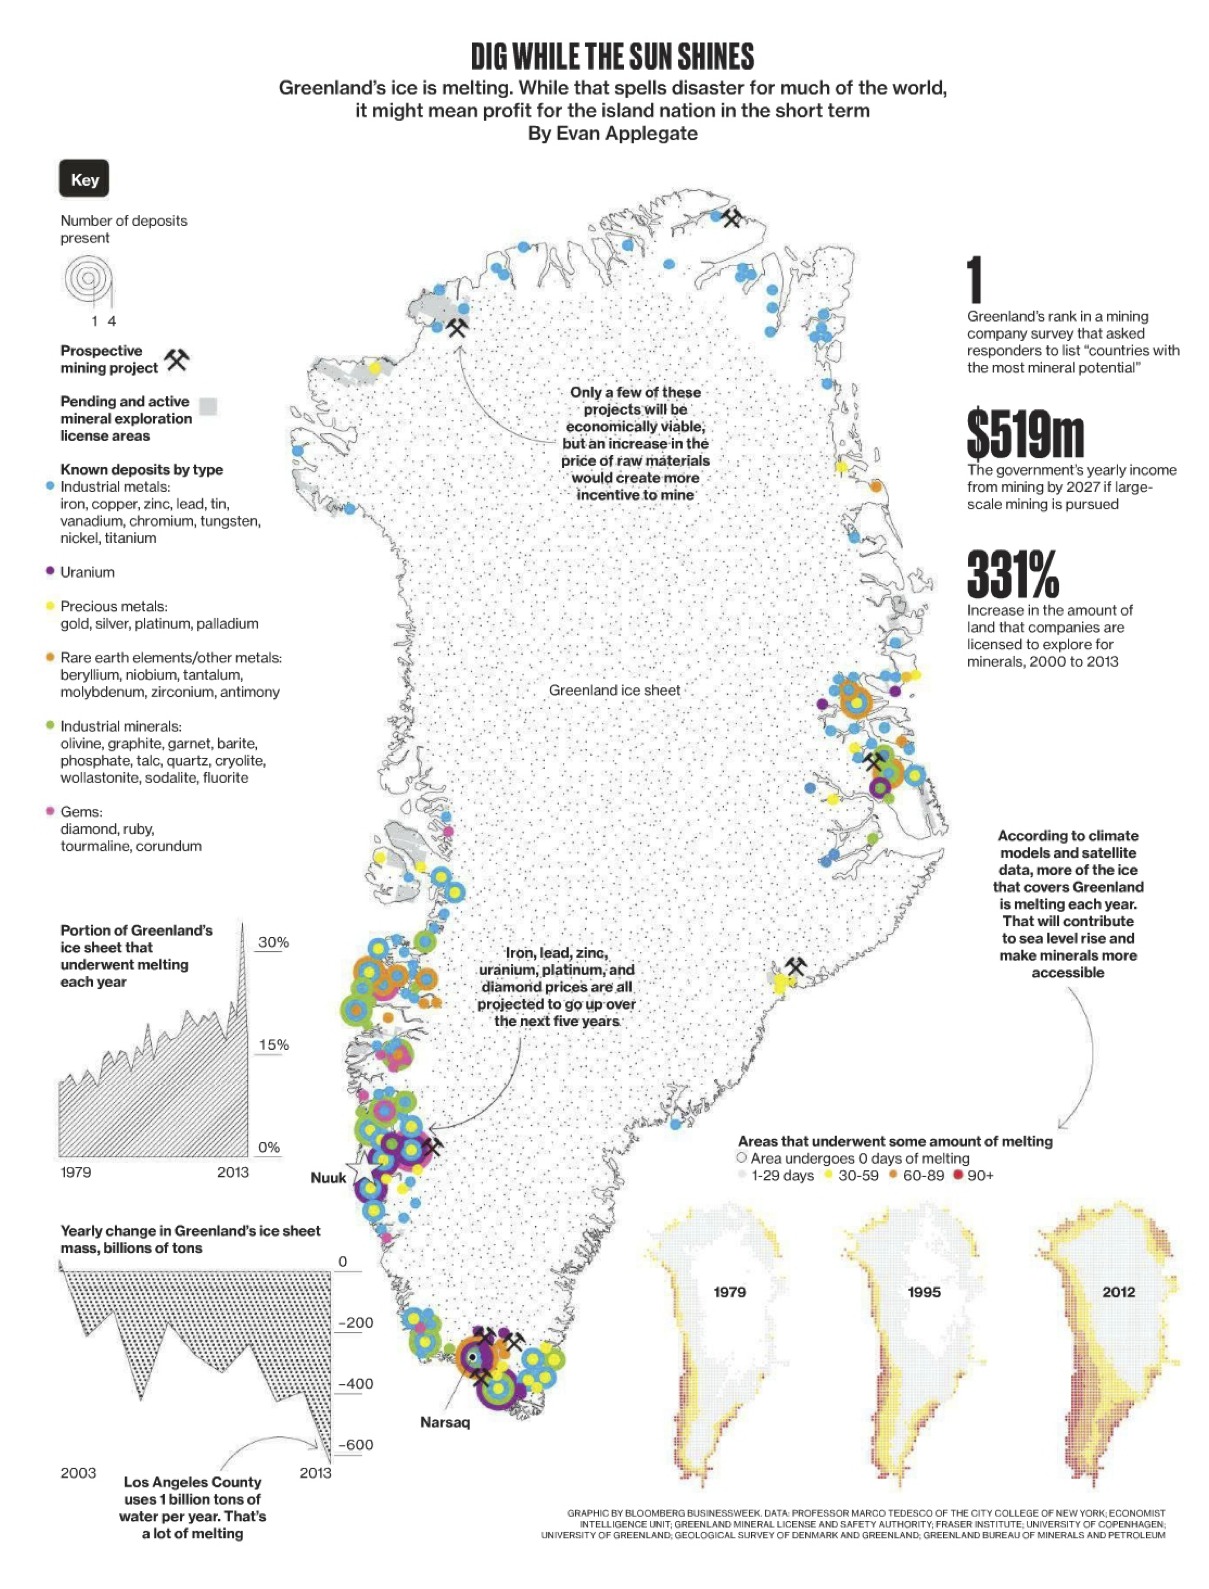 DIG WHILE THE SUN SHINES
Greenland's ice is melting. While that spells disaster for much of the world,
it might mean profit for the island nation in the short term
By Evan Applegate
Key
Number of deposits
present
1 4
Prospective
mining project
Pending and active
mineral exploration
license areas
Known deposits by type
Industrial metals:
iron, copper, zinc, lead, tin,
vanadium, chromium, tungsten,
nickel, titanium
Uranium
Precious metals:
gold, silver, platinum, palladium
Rare earth elements/other metals:
beryllium, niobium, tantalum,
molybdenum, zirconium, antimony
Industrial minerals:
olivine, graphite, garnet, barite,
phosphate, talc, quartz, cryolite,
wollastonite, sodalite, fluorite
Gems:
diamond, ruby,
tourmaline, corundum
Only a few of these
projects will be
economically viable,
but an increase in the
price of raw materials
would create more
incentive to mine
Greenland ice sheet
Iron, lead, zinc,
uranium, platinum, and
diamond prices are all
projected to go up over
the next five years
Nuuk
Narsaq
1
Greenland's rank in a mining
company survey that asked
responders to list "countries with
the most mineral potential"
$519m
The government's yearly income
from mining by 2027 if large-
scale mining is pursued
331%
Increase in the amount of
land that companies are
licensed to explore for
minerals, 2000 to 2013
According to climate
models and satellite
data, more of the ice
that covers Greenland
is melting each year.
That will contribute
to sea level rise and
make minerals more
accessible
Portion of Greenland's
ice sheet that
underwent melting
each year
30%
15%
0%
1979 2013
Yearly change in Greenland's ice sheet
mass, billions of tons
0
–200
–400
–600
2003 2013
Los Angeles County
uses 1 billion tons of
water per year. That's
a lot of melting
Areas that underwent some amount of melting
Area undergoes 0 days of melting
1-29 days 30-59 60-89 90+
1979 1995 2012
GRAPHIC BY BLOOMBERG BUSINESSWEEK. DATA: PROFESSOR MARCO TEDESCO OF THE CITY COLLEGE OF NEW YORK; ECONOMIST
INTELLIGENCE UNIT; GREENLAND MINERAL LICENSE AND SAFETY AUTHORITY; FRASER INSTITUTE; UNIVERSITY OF COPENHAGEN;
UNIVERSITY OF GREENLAND; GEOLOGICAL SURVEY OF DENMARK AND GREENLAND; GREENLAND BUREAU OF MINERALS AND PETROLEUM